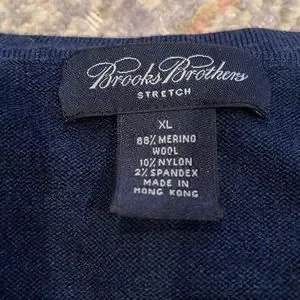 Brooks Brothers
STRETCH
XL
88% MERINO
WOOL
10% NYLON
2% SPANDEX
MADE IN
HONG KONG